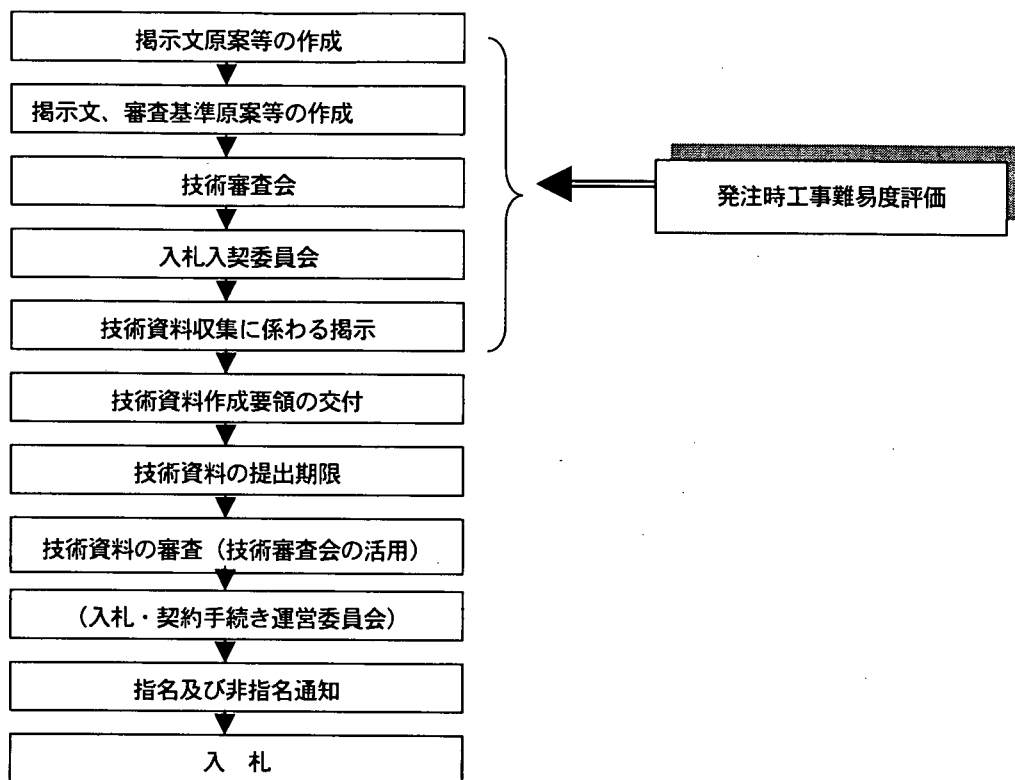 掲示文原案等の作成
掲示文、審査基準原案等の作成
技術審査会
入札入契委員会
技術資料収集に係わる掲示
発注時工事難易度評価
技術資料作成要領の交付
技術資料の提出期限
技術資料の審査（技術審査会の活用）
（入札・契約手続き運営委員会）
指名及び非指名通知
入　札